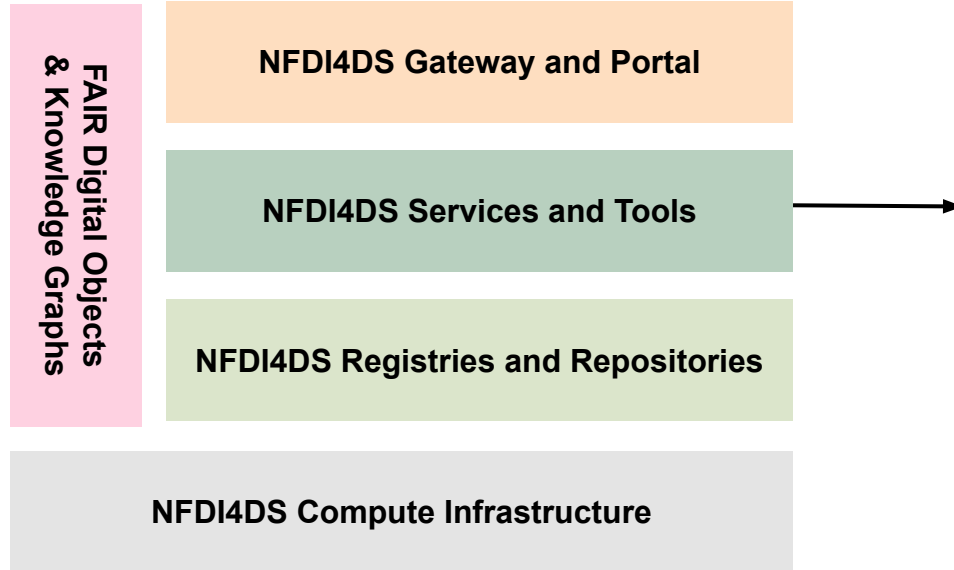 FAIR Digital Objects
& Knowledge Graphs
NFDI4DS Gateway and Portal
NFDI4DS Services and Tools
NFDI4DS Registries and Repositories
NFDI4DS Compute Infrastructure